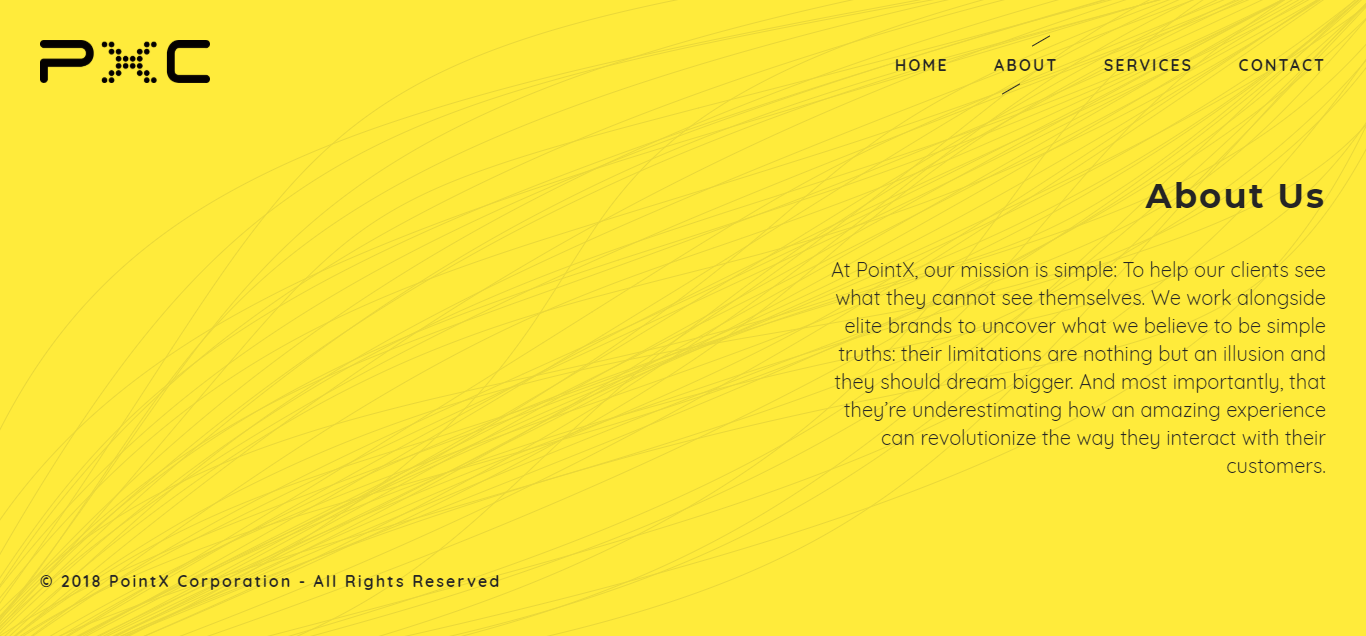 PXC
HOME ABOUT SERVICES CONTACT
About Us
At PointX, our mission is simple: To help our clients see
what they cannot see themselves. We work alongside
elite brands to uncover what we believe to be simple
truths: their limitations are nothing but an illusion and
they should dream bigger. And most importantly, that
they’re underestimating how an amazing experience
can revolutionize the way they interact with their
customers.
© 2018 PointX Corporation - All Rights Reserved